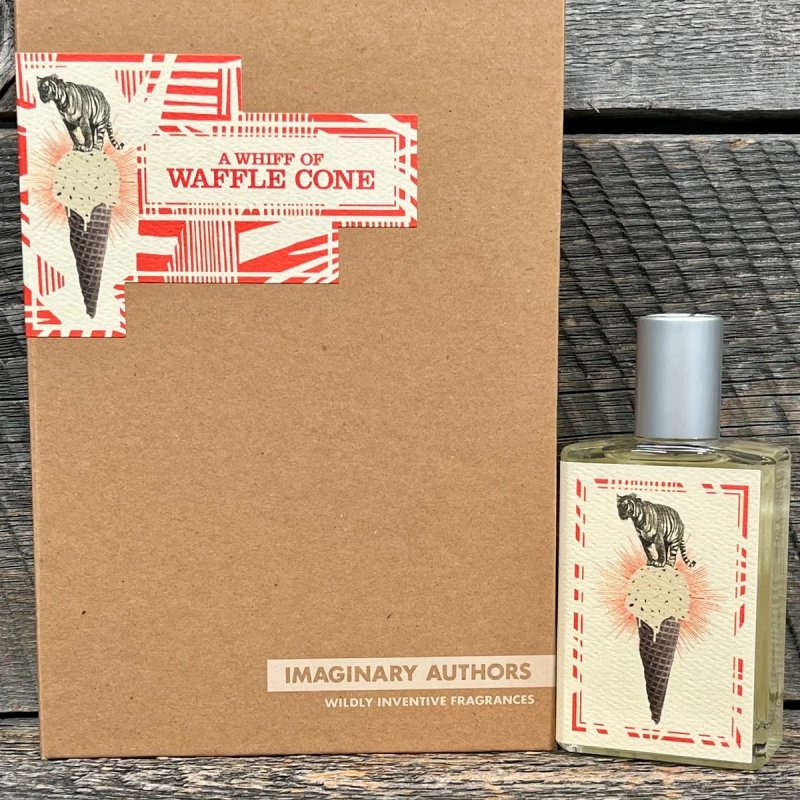 A WHIFF OF
WAFFLE CONE
IMAGINARY AUTHORS
WILDLY INVENTIVE FRAGRANCES